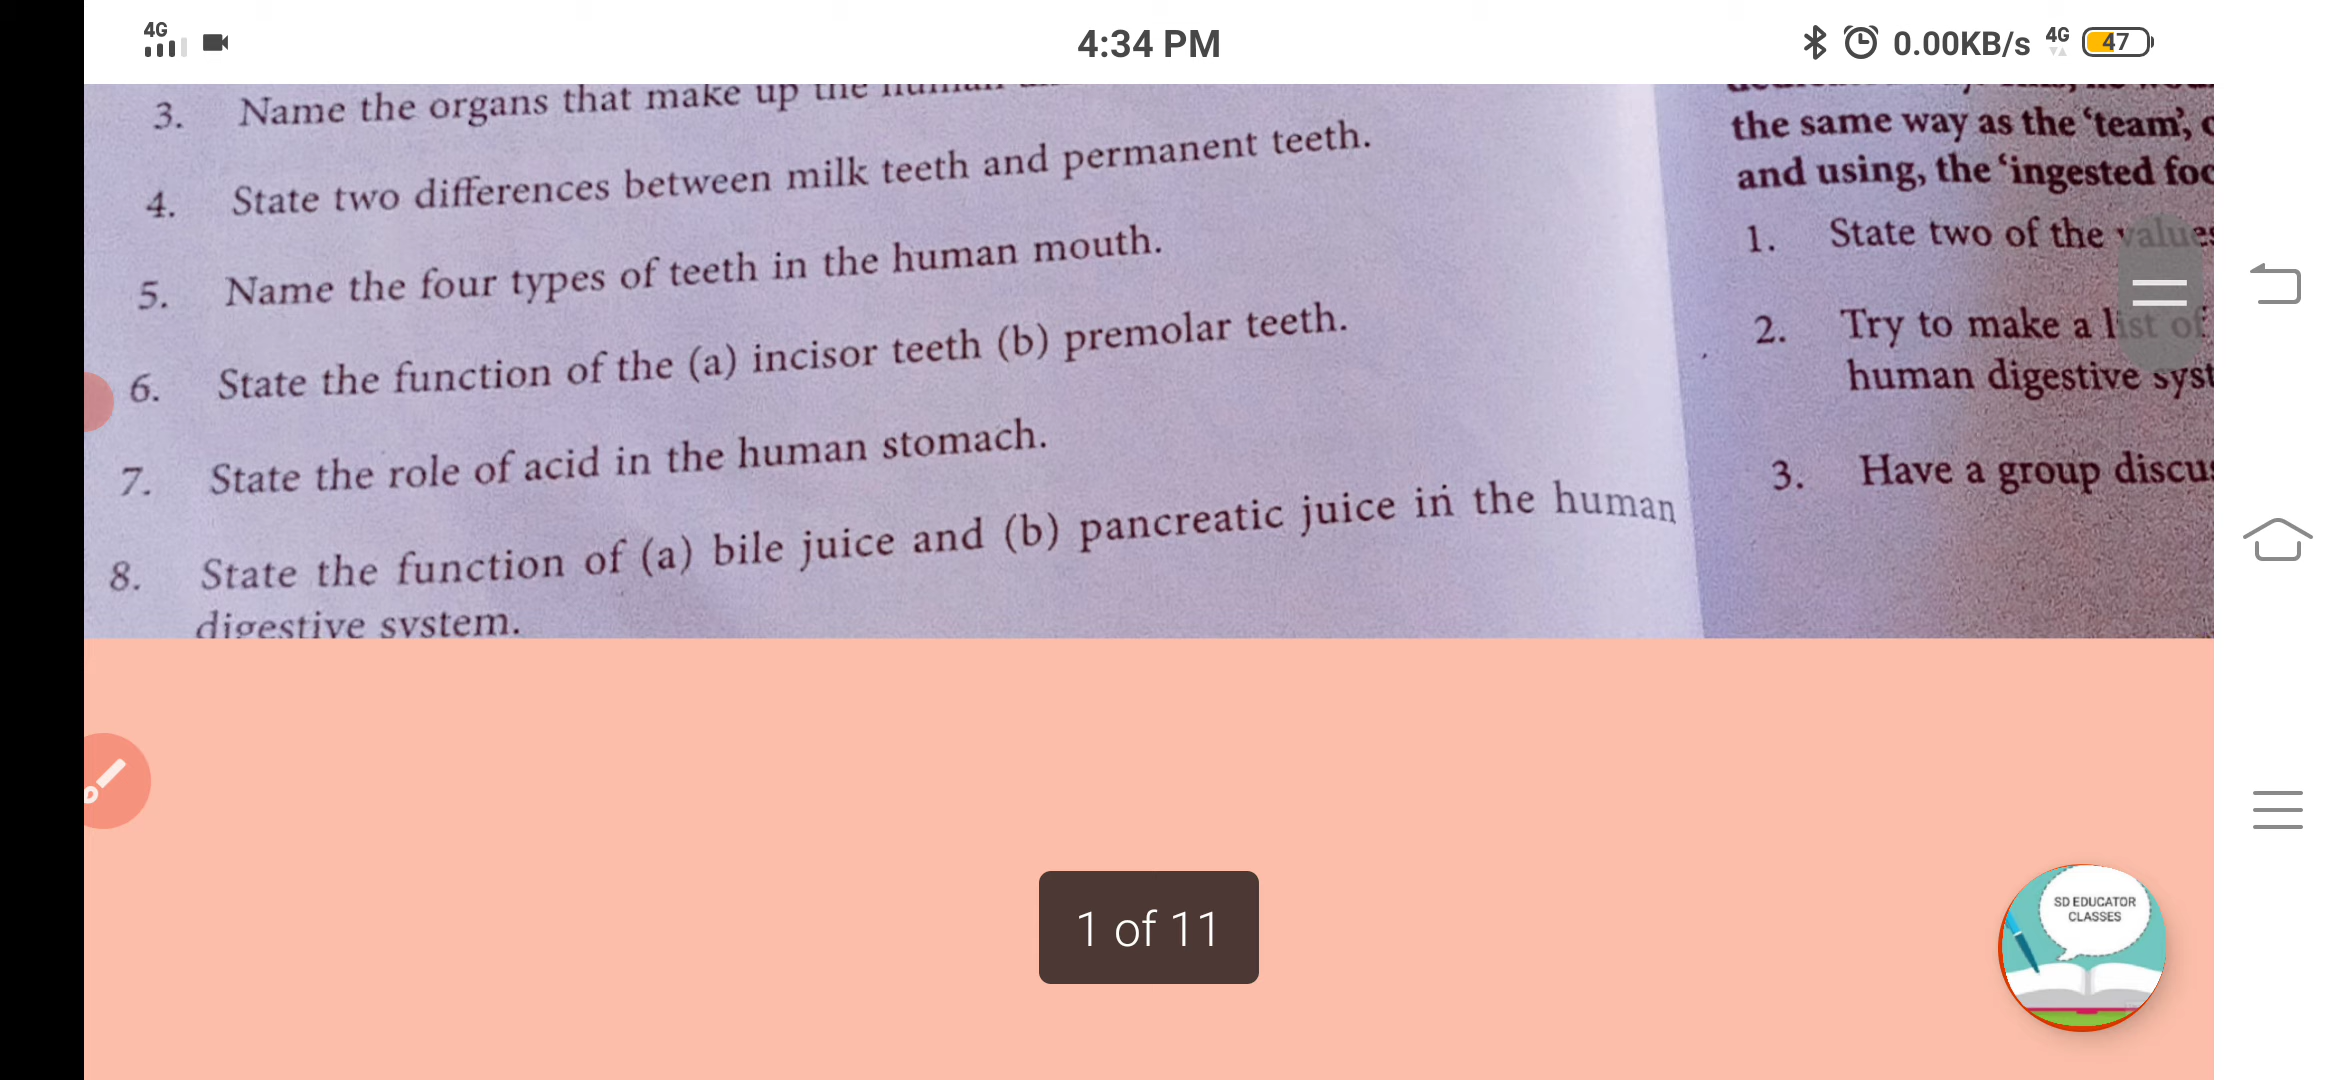 4G
4:34 PM
0.00KB/s 4G 47
3. Name the organs that make up the
4. State two differences between milk teeth and permanent teeth.
5. Name the four types of teeth in the human mouth.
6. State the function of the (a) incisor teeth (b) premolar teeth.
7. State the role of acid in the human stomach.
8. State the function of (a) bile juice and (b) pancreatic juice in the human
digestive system.
the same way as the ‘team’,
and using, the ‘ingested
1. State two of the values
2. Try to make a list of
human digestive
3. Have a group
1 of 11
SD EDUCATOR
CLASSES